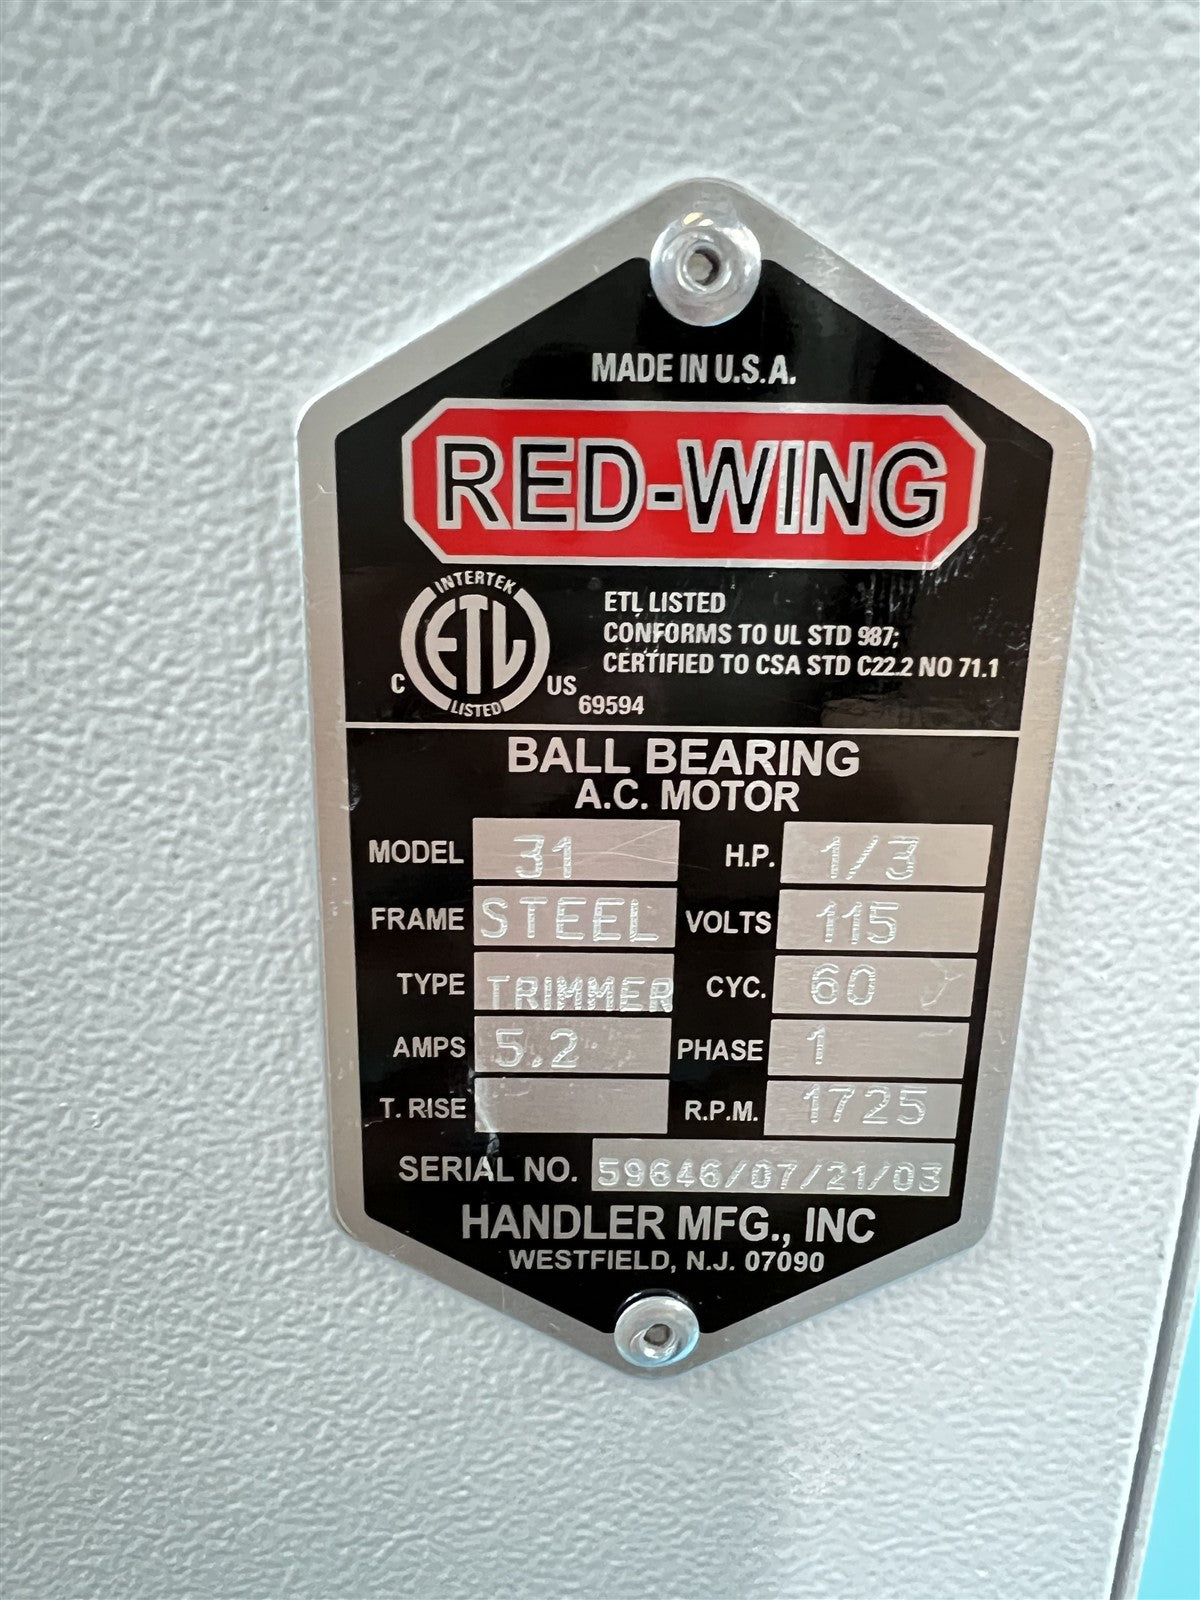 MADE IN U.S.A.
RED-WING
INTERTEK
ETL
LISTED
C US
69594
ETL LISTED
CONFORMS TO UL STD 987;
CERTIFIED TO CSA STD C22.2 NO 71.1
BALL BEARING
A.C. MOTOR
MODEL 31 H.P. 1/3
FRAME STEEL VOLTS 115
TYPE TRIMMER CYC. 60
AMPS 5.2 PHASE 1
T. RISE R.P.M. 1725
SERIAL NO. 59646/07/21/03
HANDLER MFG., INC
WESTFIELD, N.J. 07090